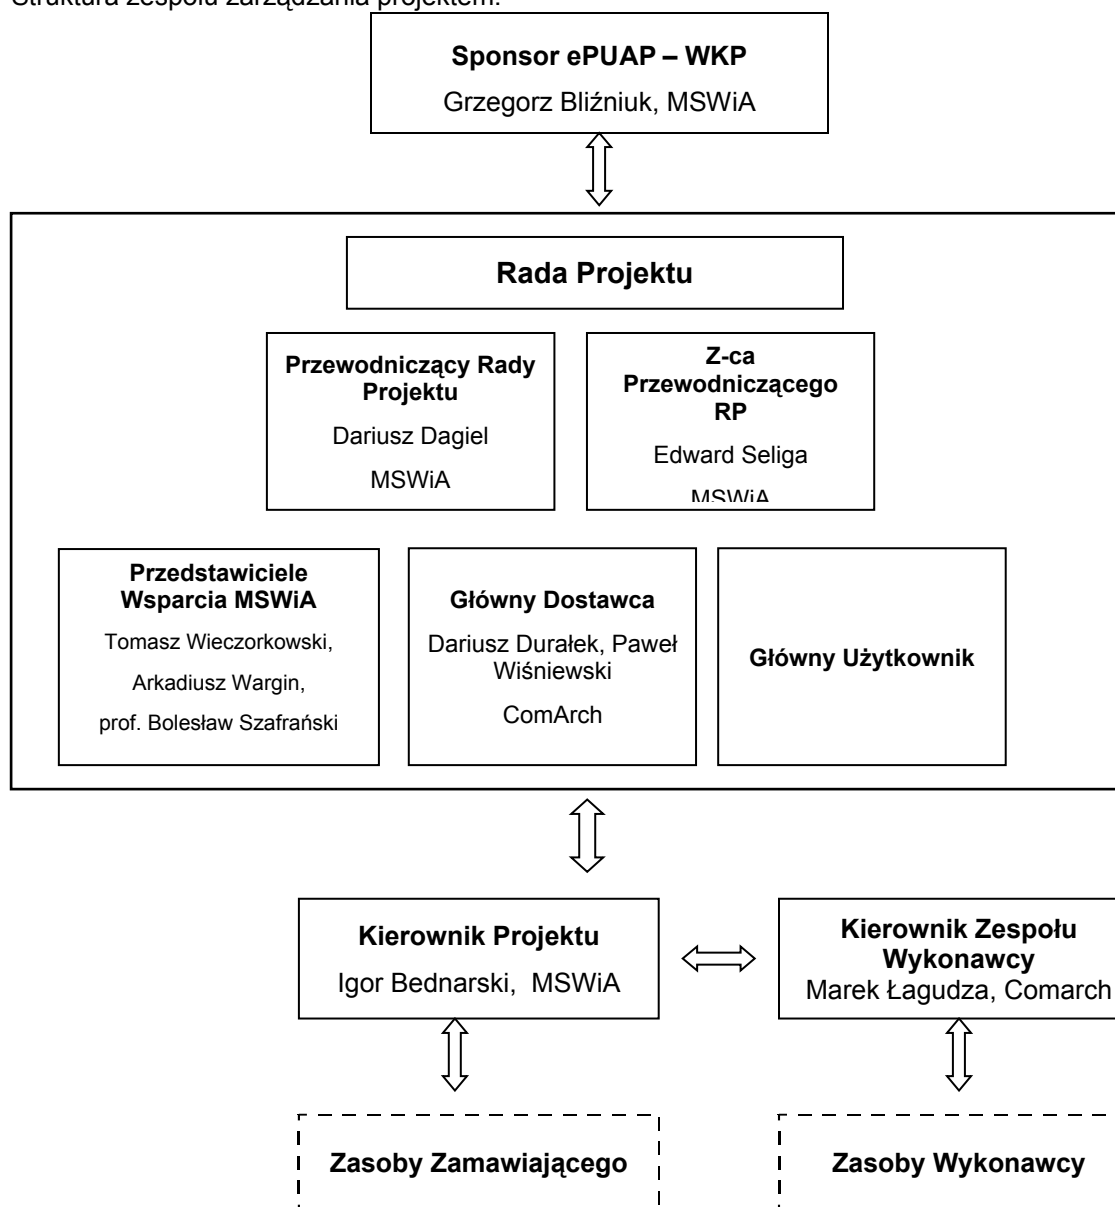 Struktura zespołu zarządzania projektem:
Sponsor ePUAP – WKP
Grzegorz Bliźniuk, MSWiA
Rada Projektu
Przewodniczący Rady
Projektu
Dariusz Dagiel
MSWiA
Z-ca
Przewodniczącego
RP
Edward Seliga
MSWiA
Przedstawiciele
Wsparcia MSWiA
Tomasz Wieczorkowski,
Arkadiusz Wargin,
prof. Bolesław Szafrański
Główny Dostawca
Dariusz Durałek, Paweł
Wiśniewski
ComArch
Główny Użytkownik
Kierownik Projektu
Igor Bednarski, MSWiA
Kierownik Zespołu
Wykonawcy
Marek Łagudza, Comarch
Zasoby Zamawiającego
Zasoby Wykonawcy